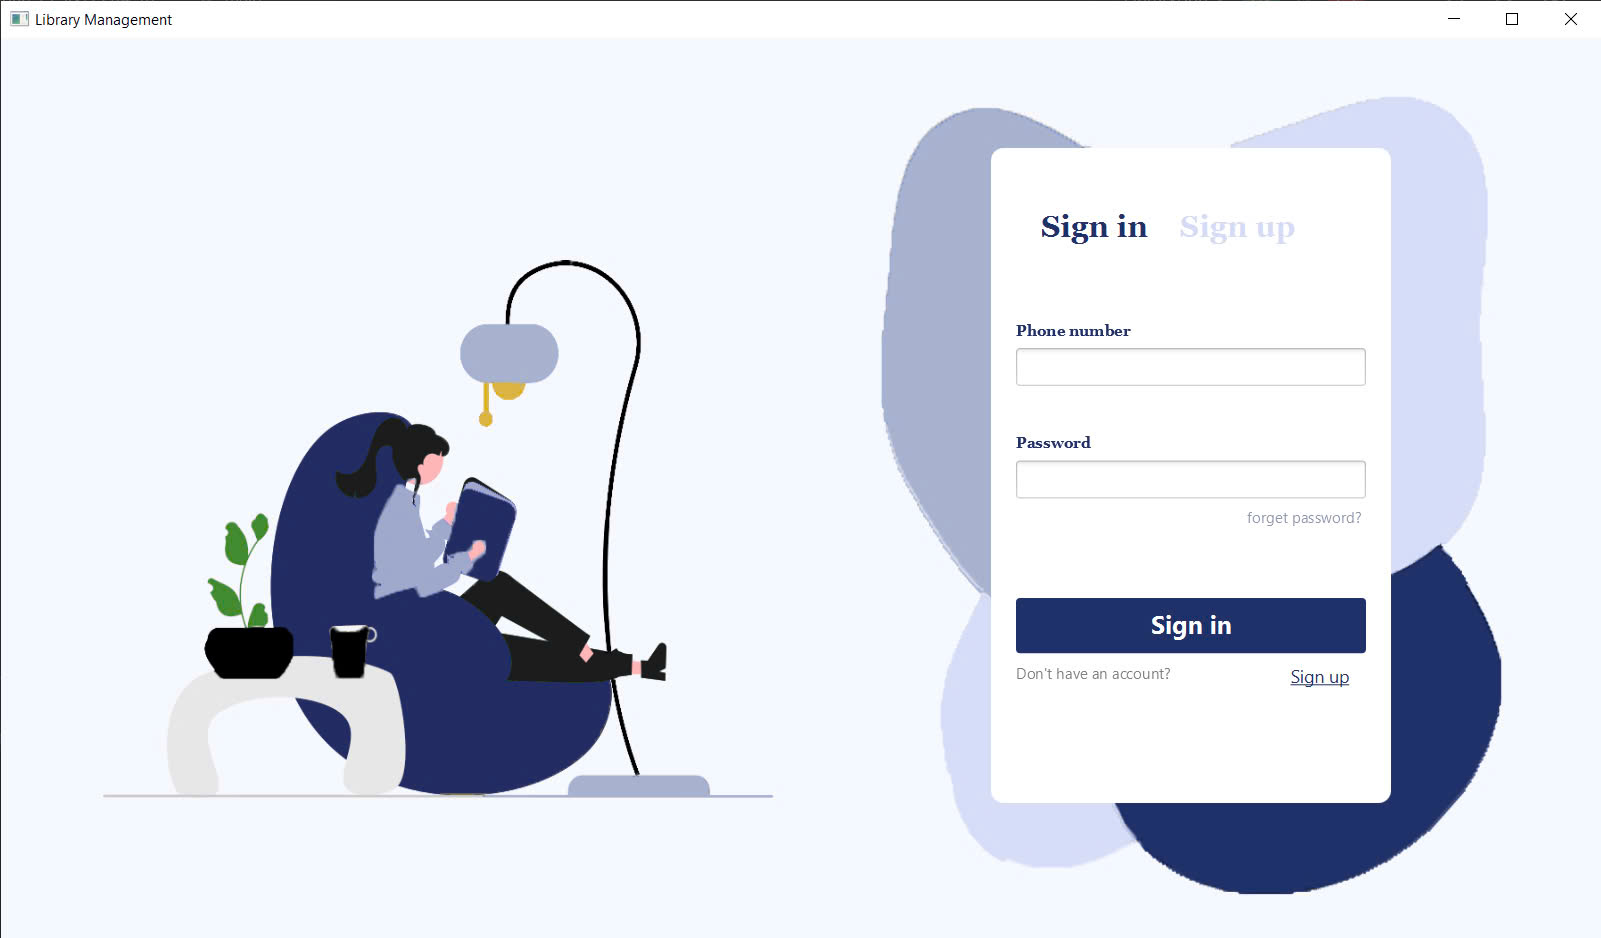 Library Management
Sign in Sign up
Phone number
Password
forget password?
Sign in
Don't have an account? Sign up